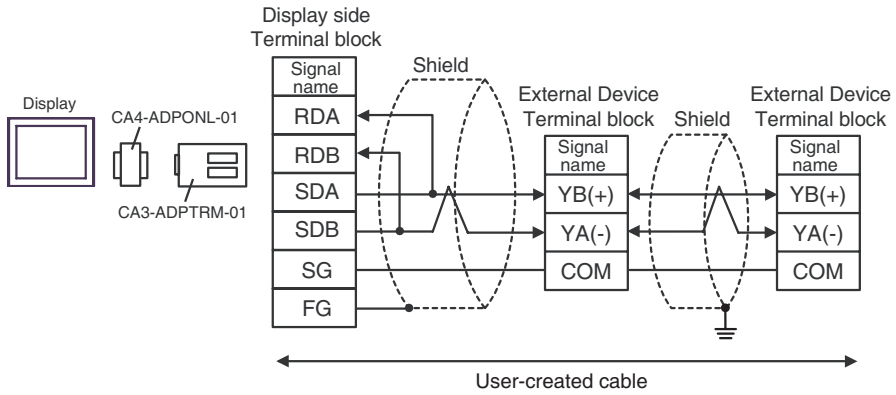 Display side
Terminal block
Signal
name
RDA
RDB
SDA
SDB
SG
FG
Shield
Display
CA4-ADPONL-01
CA3-ADPTRM-01
External Device
Terminal block
Signal
name
YB(+)
YA(-)
COM
Shield
External Device
Terminal block
Signal
name
YB(+)
YA(-)
COM
User-created cable